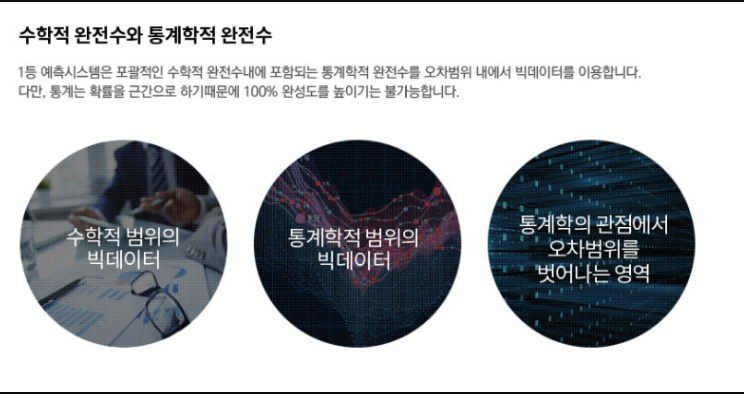 수학적 완전수와 통계학적 완전수
1등 예측시스템은 포괄적인 수학적 완전수내에 포함되는 통계학적 완전수를 오차범위 내에서 빅데이터를 이용합니다.
다만, 통계는 확률을 근간으로 하기때문에 100% 완성도를 높이기는 불가능합니다.
수학적 범위의
빅데이터
통계학적 범위의
빅데이터
통계학의 관점에서
오차범위를
벗어나는 영역